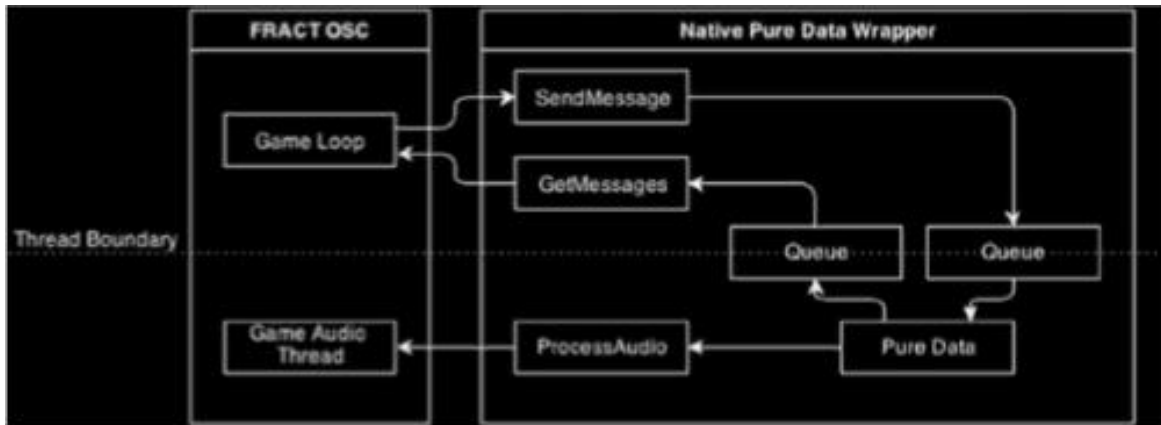 FRACT OSC
Native Pure Data Wrapper
SendMessage
Game Loop
GetMessages
Thread Boundary
Queue
Queue
Game Audio
Thread
ProcessAudio
Pure Data